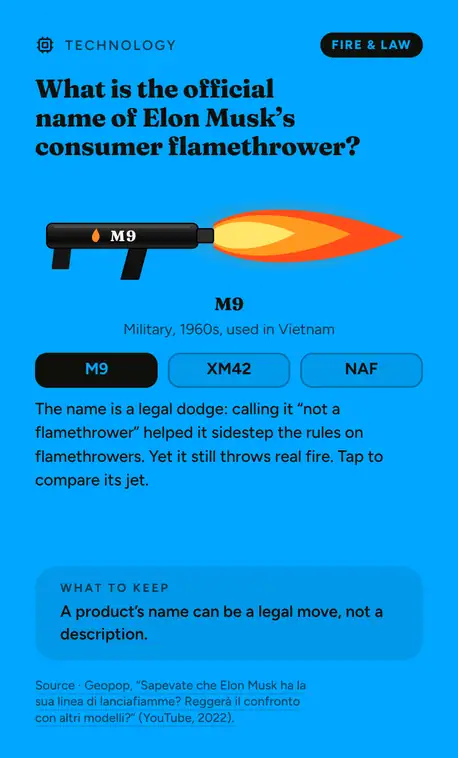 TECHNOLOGY
FIRE & LAW
What is the official
name of Elon Musk’s
consumer flamethrower?
M9
M9
Military, 1960s, used in Vietnam
M9
XM42
NAF
The name is a legal dodge: calling it “not a
flamethrower” helped it sidestep the rules on
flamethrowers. Yet it still throws real fire. Tap to
compare its jet.
WHAT TO KEEP
A product’s name can be a legal move, not a
description.
Source · Geopop, “Sapevate che Elon Musk ha la
sua linea di lanciafiamme? Reggerà il confronto
con altri modelli?” (YouTube, 2022).